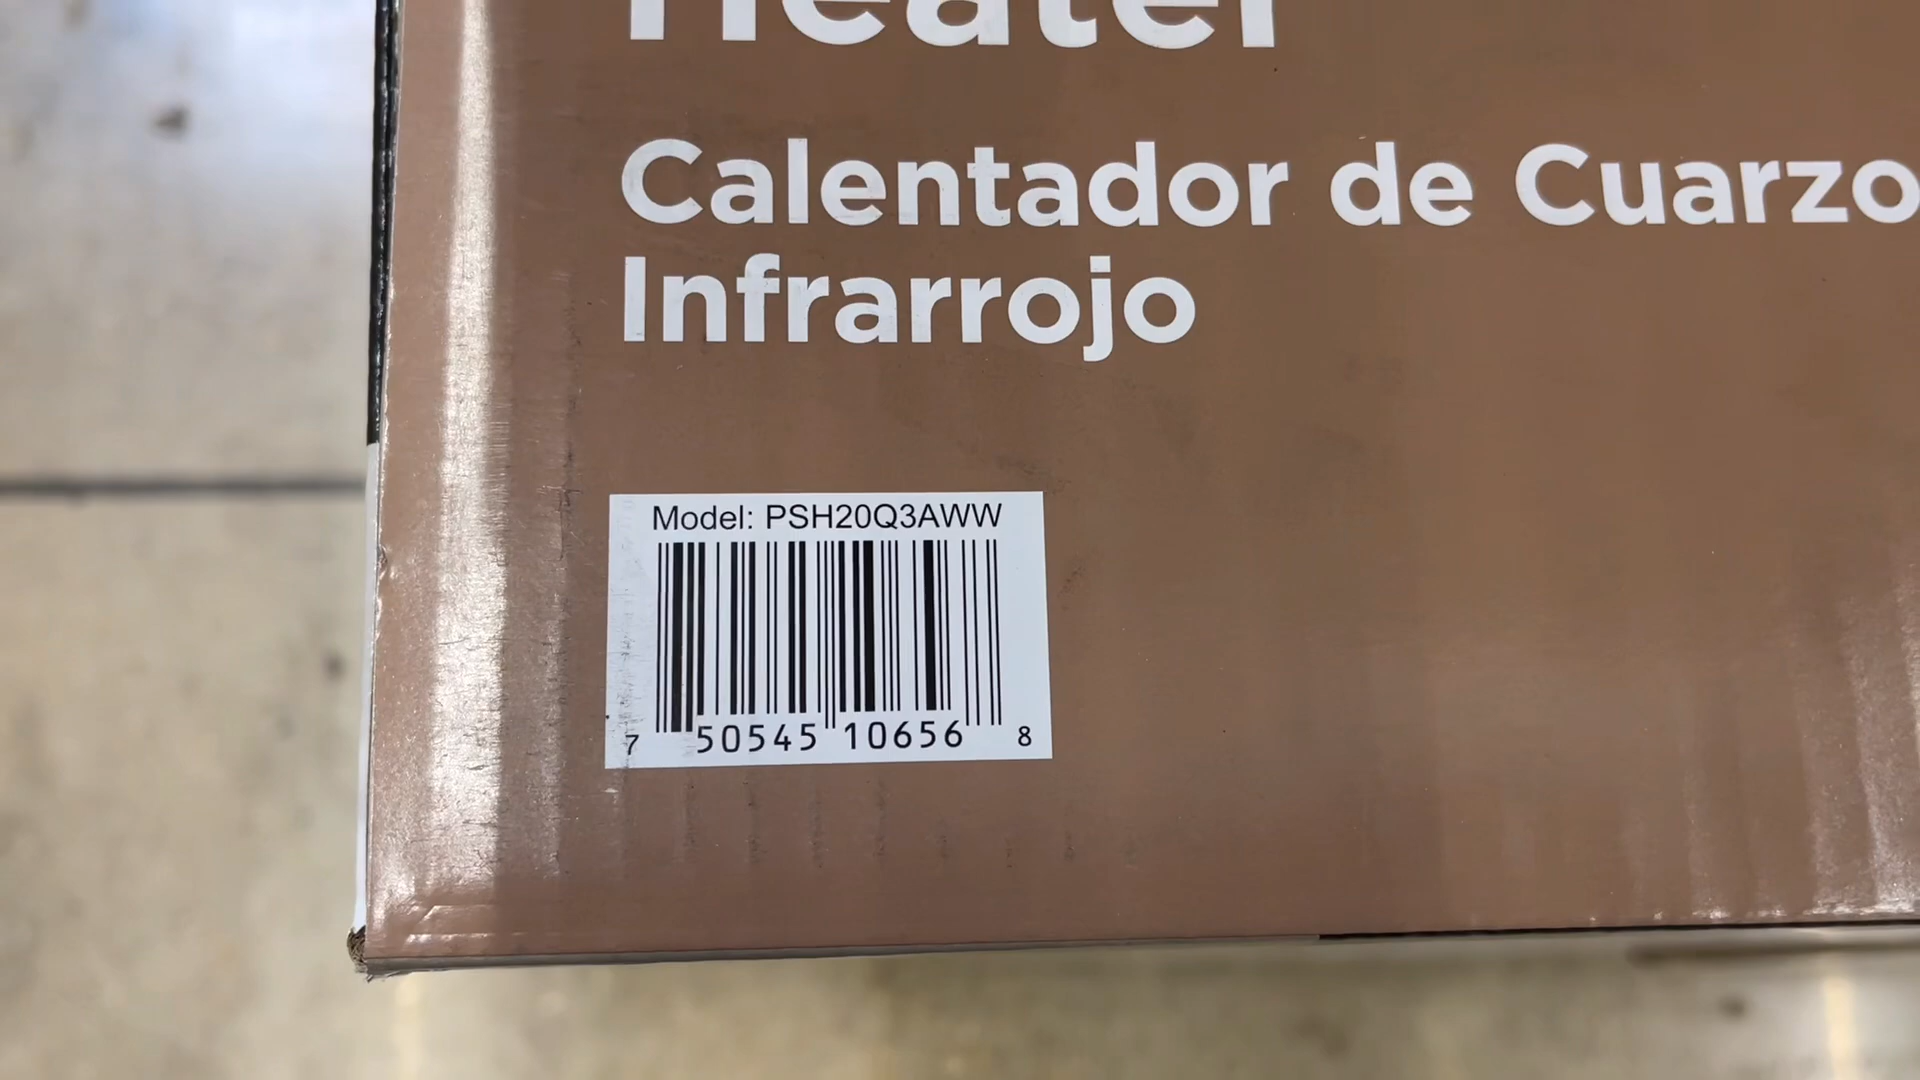 Heater
Calentador de Cuarzo
Infrarrojo
Model: PSH20Q3AWW
7 50545 10656 8